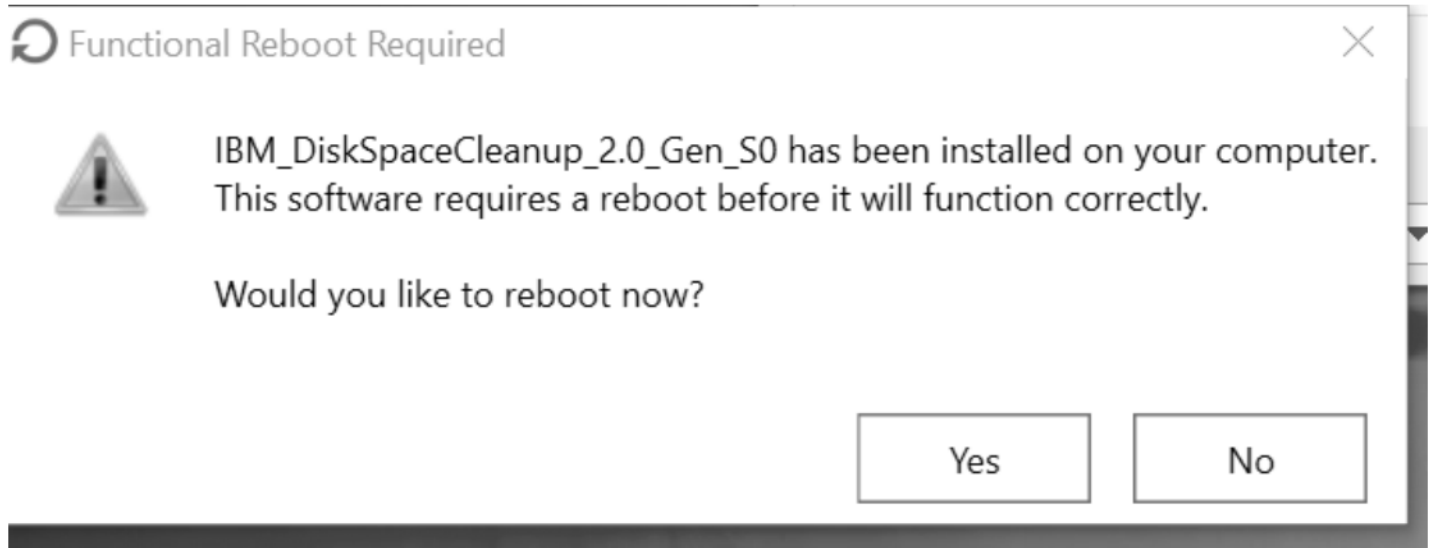 Functional Reboot Required
IBM_DiskSpaceCleanup_2.0_Gen_S0 has been installed on your computer.
This software requires a reboot before it will function correctly.
Would you like to reboot now?
Yes
No